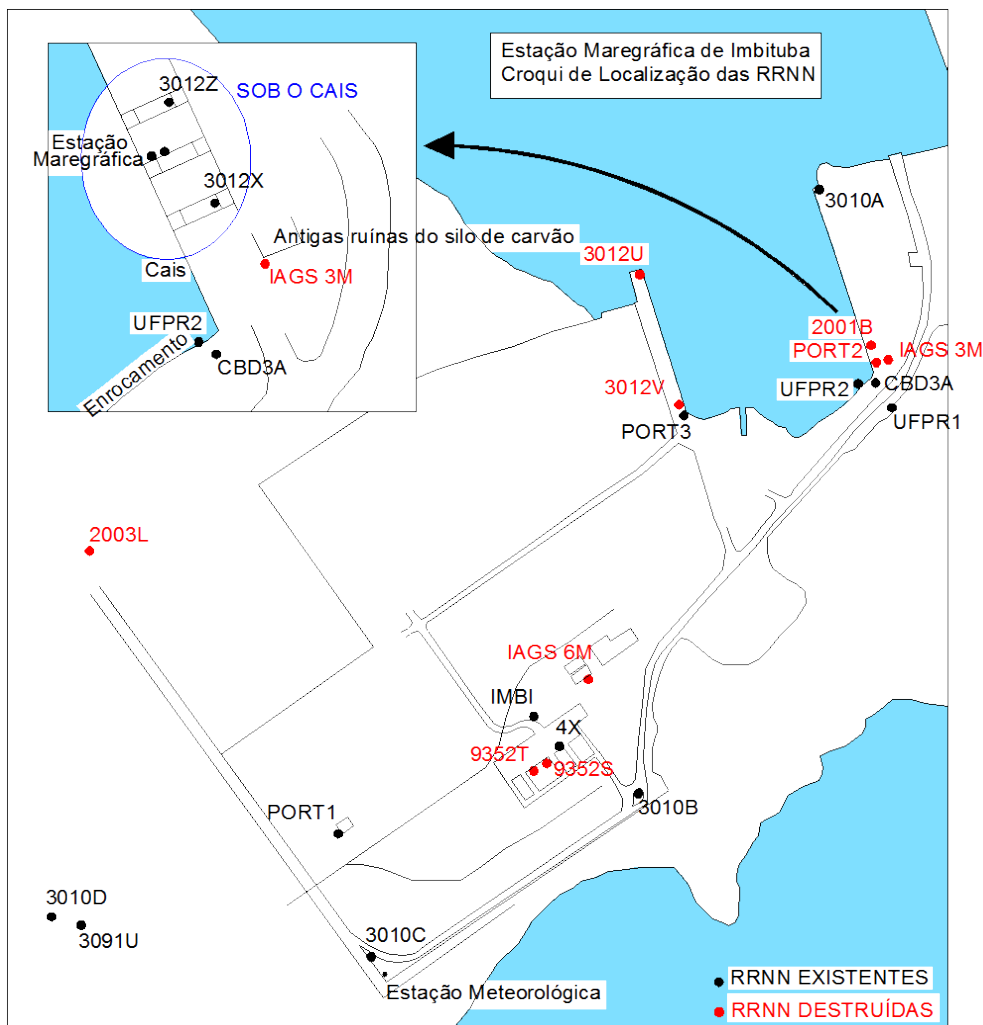 Estação Maregráfica de Imbituba
Croqui de Localização das RRNN
3012Z
SOB O CAIS
Estação
Maregráfica
3012X
Antigas ruínas do silo de carvão
Cais
IAGS 3M
UFPR2
Enrocamento
CBD3A
3010A
3012U
2001B
PORT2
IAGS 3M
UFPR2
CBD3A
3012V
PORT3
UFPR1
2003L
IAGS 6M
IMBI
4X
9352T
9352S
3010B
PORT1
3010D
3091U
3010C
Estação Meteorológica
RRNN EXISTENTES
RRNN DESTRUÍDAS